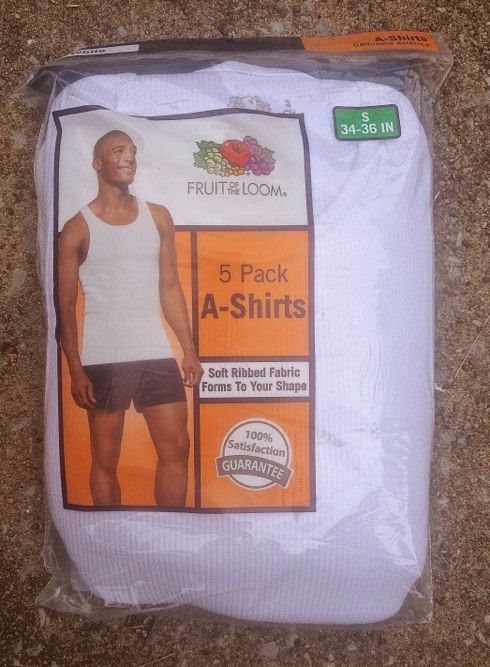 White
A-Shirts
Camiseta Atlética
S
34-36 IN
FRUIT OF THE LOOM®
5 Pack
A-Shirts
Soft Ribbed Fabric
Forms To Your Shape
100%
Satisfaction
GUARANTEE